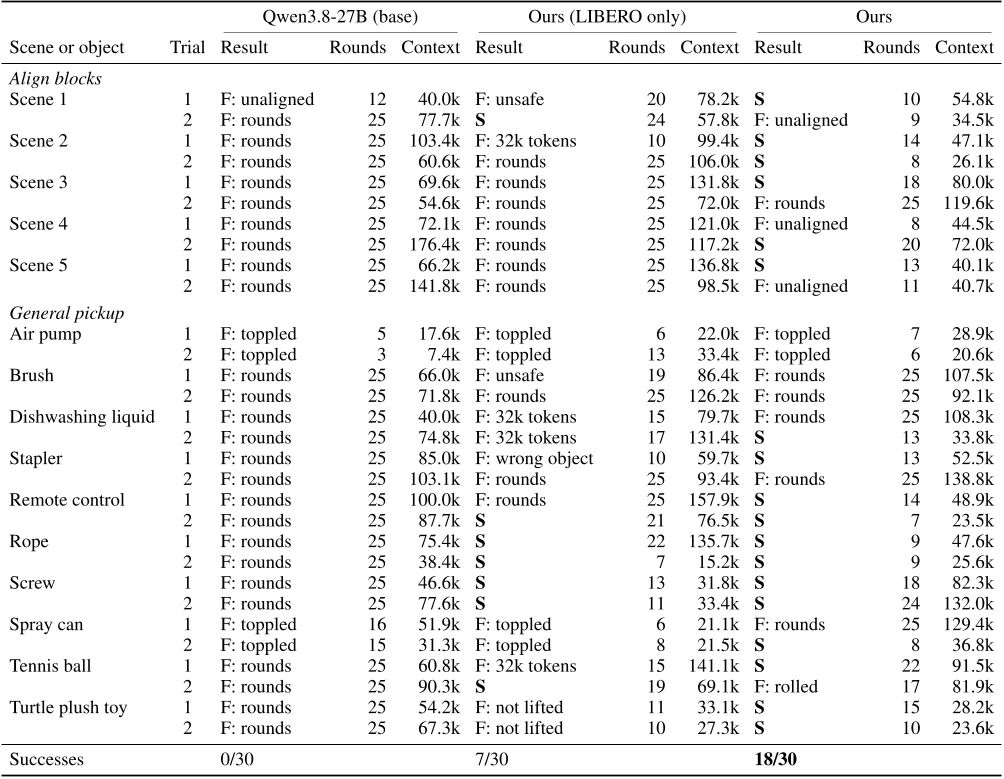 Qwen3.8-27B (base) Ours (LIBERO only) Ours
Scene or object Trial Result Rounds Context Result Rounds Context Result Rounds Context
Align blocks
Scene 1 1 F: unaligned 12 40.0k F: unsafe 20 78.2k S 10 54.8k
2 F: rounds 25 77.7k S 24 57.8k F: unaligned 9 34.5k
Scene 2 1 F: rounds 25 103.4k F: 32k tokens 10 99.4k S 14 47.1k
2 F: rounds 25 60.6k F: rounds 25 106.0k S 8 26.1k
Scene 3 1 F: rounds 25 69.6k F: rounds 25 131.8k S 18 80.0k
2 F: rounds 25 54.6k F: rounds 25 72.0k F: rounds 25 119.6k
Scene 4 1 F: rounds 25 72.1k F: rounds 25 121.0k F: unaligned 8 44.5k
2 F: rounds 25 176.4k F: rounds 25 117.2k S 20 72.0k
Scene 5 1 F: rounds 25 66.2k F: rounds 25 136.8k S 13 40.1k
2 F: rounds 25 141.8k F: rounds 25 98.5k F: unaligned 11 40.7k
General pickup
Air pump 1 F: toppled 5 17.6k F: toppled 6 22.0k F: toppled 7 28.9k
2 F: toppled 3 7.4k F: toppled 13 33.4k F: toppled 6 20.6k
Brush 1 F: rounds 25 66.0k F: unsafe 19 86.4k F: rounds 25 107.5k
2 F: rounds 25 71.8k F: rounds 25 126.2k F: rounds 25 92.1k
Dishwashing liquid 1 F: rounds 25 40.0k F: 32k tokens 15 79.7k F: rounds 25 108.3k
2 F: rounds 25 74.8k F: 32k tokens 17 131.4k S 13 33.8k
Stapler 1 F: rounds 25 85.0k F: wrong object 10 59.7k S 13 52.5k
2 F: rounds 25 103.1k F: rounds 25 93.4k F: rounds 25 138.8k
Remote control 1 F: rounds 25 100.0k F: rounds 25 157.9k S 14 48.9k
2 F: rounds 25 87.7k S 21 76.5k S 7 23.5k
Rope 1 F: rounds 25 75.4k S 22 135.7k S 9 47.6k
2 F: rounds 25 38.4k S 7 15.2k S 9 25.6k
Screw 1 F: rounds 25 46.6k S 13 31.8k S 18 82.3k
2 F: rounds 25 77.6k S 11 33.4k S 24 132.0k
Spray can 1 F: toppled 16 51.9k F: toppled 6 21.1k F: rounds 25 129.4k
2 F: toppled 15 31.3k F: toppled 8 21.5k S 8 36.8k
Tennis ball 1 F: rounds 25 60.8k F: 32k tokens 15 141.1k S 22 91.5k
2 F: rounds 25 90.3k S 19 69.1k F: rolled 17 81.9k
Turtle plush toy 1 F: rounds 25 54.2k F: not lifted 11 33.1k S 15 28.2k
2 F: rounds 25 67.3k F: not lifted 10 27.3k S 10 23.6k
Successes 0/30 7/30 18/30